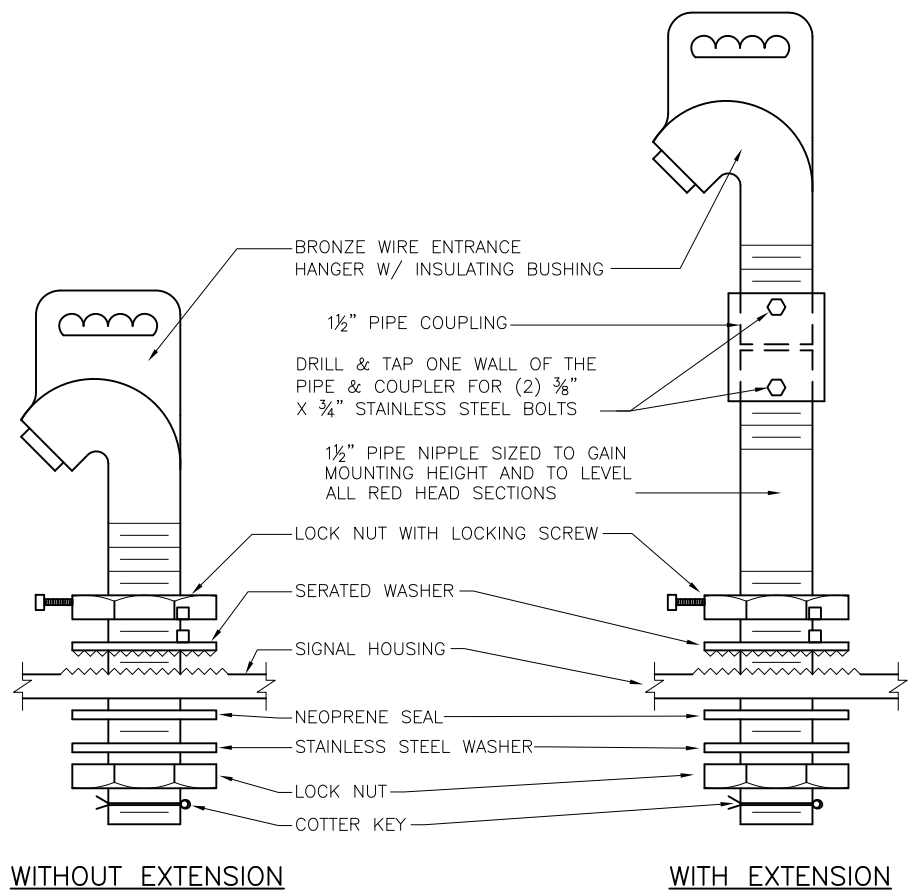 BRONZE WIRE ENTRANCE
HANGER W/ INSULATING BUSHING
1½" PIPE COUPLING
DRILL & TAP ONE WALL OF THE
PIPE & COUPLER FOR (2) ⅜"
X ¾" STAINLESS STEEL BOLTS
1½" PIPE NIPPLE SIZED TO GAIN
MOUNTING HEIGHT AND TO LEVEL
ALL RED HEAD SECTIONS
LOCK NUT WITH LOCKING SCREW
SERATED WASHER
SIGNAL HOUSING
NEOPRENE SEAL
STAINLESS STEEL WASHER
LOCK NUT
COTTER KEY
WITHOUT EXTENSION
WITH EXTENSION